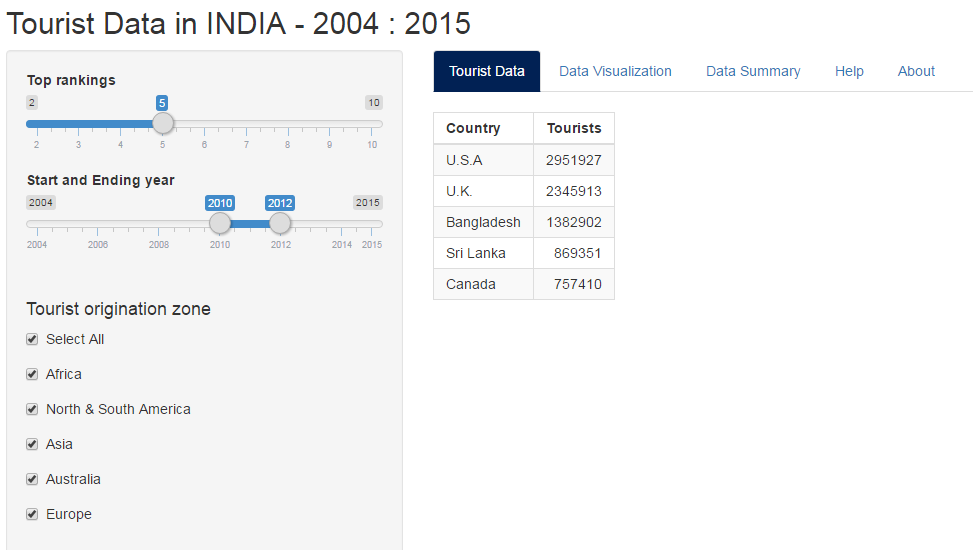 Tourist Data in INDIA - 2004 : 2015
Top rankings
2 5 10
2 3 4 5 6 7 8 9 10
Start and Ending year
2004 2010 2012 2015
2004 2006 2008 2010 2012 2014 2015
Tourist origination zone
Select All
Africa
North & South America
Asia
Australia
Europe
Tourist Data Data Visualization Data Summary Help About
Country Tourists
U.S.A 2951927
U.K. 2345913
Bangladesh 1382902
Sri Lanka 869351
Canada 757410